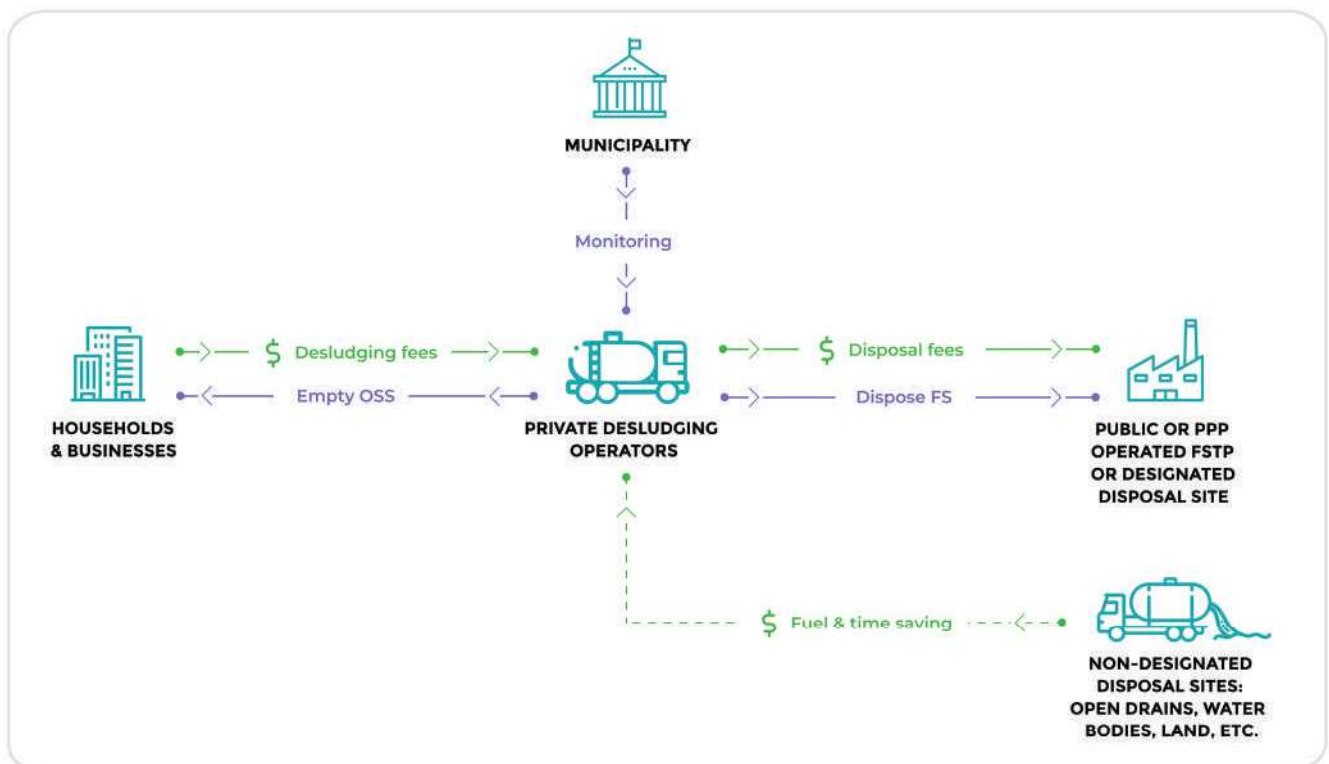 MUNICIPALITY
Monitoring
$ Desludging fees
Empty OSS
HOUSEHOLDS
& BUSINESSES
PRIVATE DESLUDGING
OPERATORS
$ Disposal fees
Dispose FS
PUBLIC OR PPP
OPERATED FSTP
OR DESIGNATED
DISPOSAL SITE
$ Fuel & time saving
NON-DESIGNATED
DISPOSAL SITES:
OPEN DRAINS, WATER
BODIES, LAND, ETC.